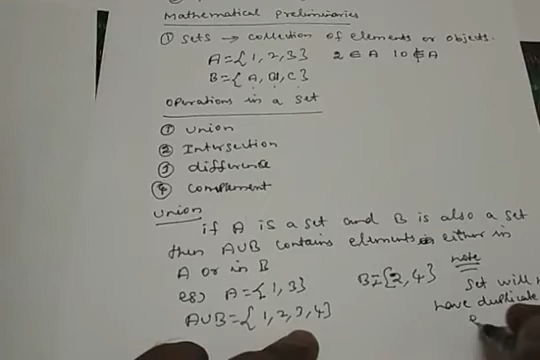 Mathematical Preliminaries
① Sets → collection of elements or objects.
A={1,2,3} 2 ∈ A 10 ∉ A
B={A, B, C}
Operations in a set
① Union
② Intersection
③ difference
④ Complement
Union
if A is a set and B is also a set
then A∪B contains elements either in
A or in B
eg) A={1,3} B={2,4}
A∪B={1,2,3,4}
note
Set will
have duplicate